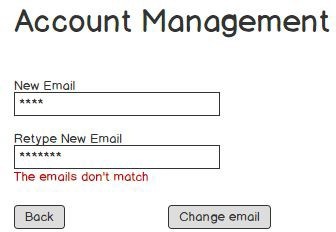 Account Management
New Email
****
Retype New Email
*******
The emails don't match
Back Change email